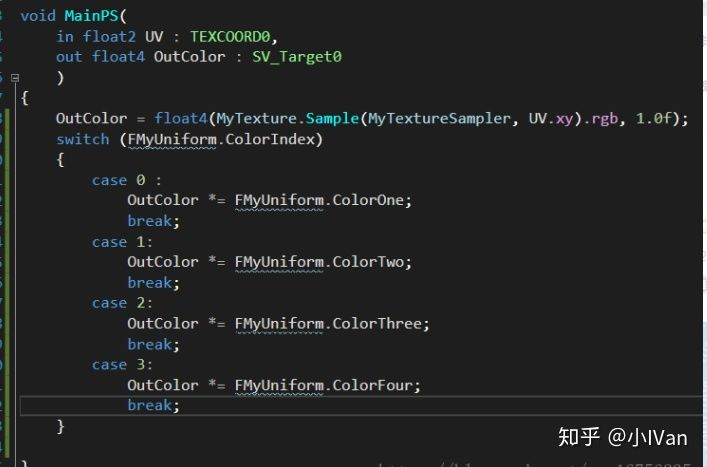 void MainPS(
    in float2 UV : TEXCOORD0,
    out float4 OutColor : SV_Target0
    )
{
    OutColor = float4(MyTexture.Sample(MyTextureSampler, UV.xy).rgb, 1.0f);
    switch (FMyUniform.ColorIndex)
    {
        case 0 :
            OutColor *= FMyUniform.ColorOne;
            break;
        case 1:
            OutColor *= FMyUniform.ColorTwo;
            break;
        case 2:
            OutColor *= FMyUniform.ColorThree;
            break;
        case 3:
            OutColor *= FMyUniform.ColorFour;
            break;
    }
知乎 @小IVan
}